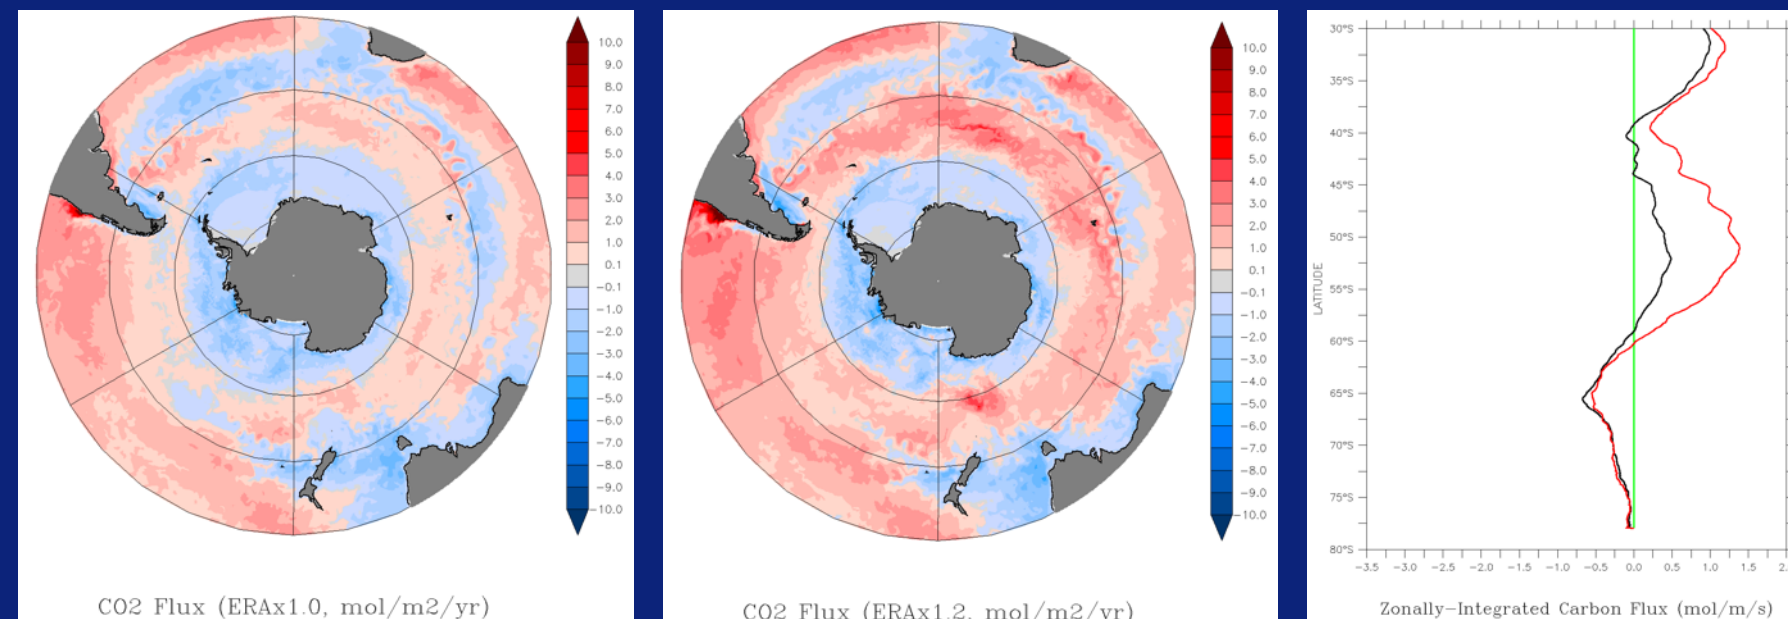 10.0
9.0
8.0
7.0
6.0
5.0
4.0
3.0
2.0
1.0
0.1
-0.1
-1.0
-2.0
-3.0
-4.0
-5.0
-6.0
-7.0
-8.0
-9.0
-10.0
CO2 Flux (ERAx1.0, mol/m2/yr)
10.0
9.0
8.0
7.0
6.0
5.0
4.0
3.0
2.0
1.0
0.1
-0.1
-1.0
-2.0
-3.0
-4.0
-5.0
-6.0
-7.0
-8.0
-9.0
-10.0
CO2 Flux (ERAx1.2, mol/m2/yr)
30°S
35°S
40°S
45°S
50°S
55°S
60°S
65°S
70°S
75°S
80°S
LATITUDE
-3.5 -3.0 -2.5 -2.0 -1.5 -1.0 -0.5 0.0 0.5 1.0 1.5
Zonally-Integrated Carbon Flux (mol/m/s)